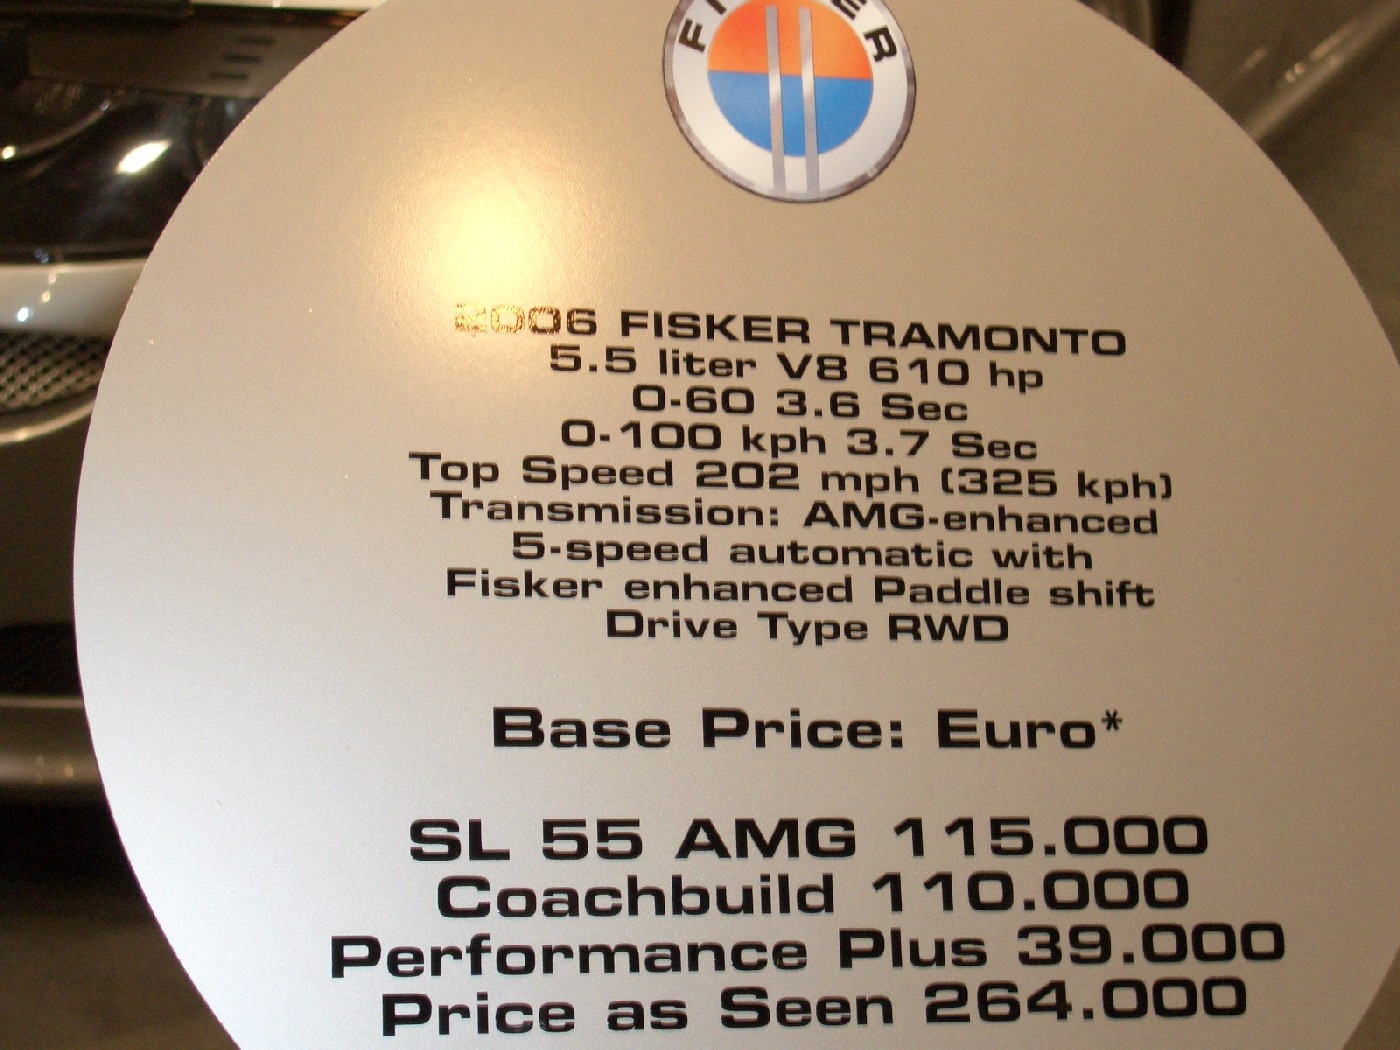 FISKER
2006 FISKER TRAMONTO
5.5 liter V8 610 hp
0-60 3.6 Sec
0-100 kph 3.7 Sec
Top Speed 202 mph (325 kph)
Transmission: AMG-enhanced
5-speed automatic with
Fisker enhanced Paddle shift
Drive Type RWD
Base Price: Euro*
SL 55 AMG 115.000
Coachbuild 110.000
Performance Plus 39.000
Price as Seen 264.000